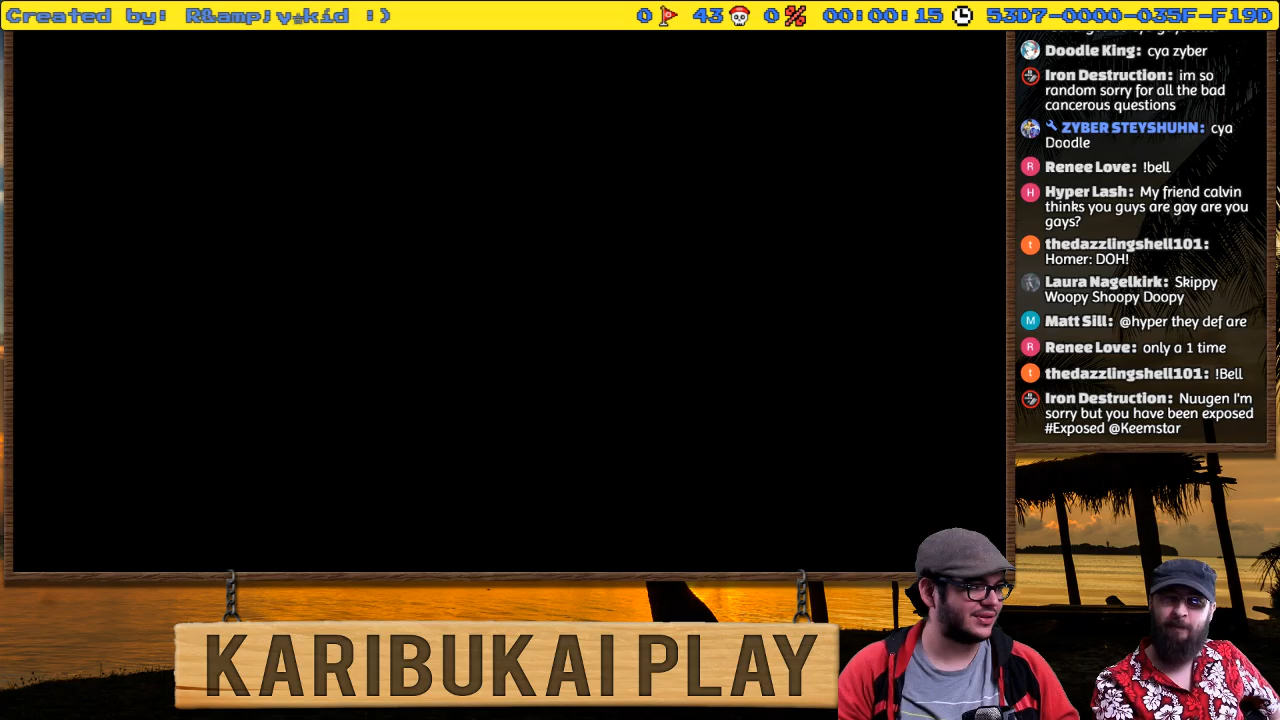 Created by: R&amp;y☕kid :)
0 43 0% 00:00:15 53D7-0000-035F-F19D
Doodle King: cya zyber
Iron Destruction: im so
random sorry for all the bad
cancerous questions
ZYBER STEYSHUHN: cya
Doodle
Renee Love: !bell
Hyper Lash: My friend calvin
thinks you guys are gay are you
gays?
thedazzlingshell101:
Homer: DOH!
Laura Nagelkirk: Skippy
Woopy Shoopy Doopy
Matt Sill: @hyper they def are
Renee Love: only a 1 time
thedazzlingshell101: !Bell
Iron Destruction: Nuugen I'm
sorry but you have been exposed
#Exposed @Keemstar
KARIBUKAI PLAY